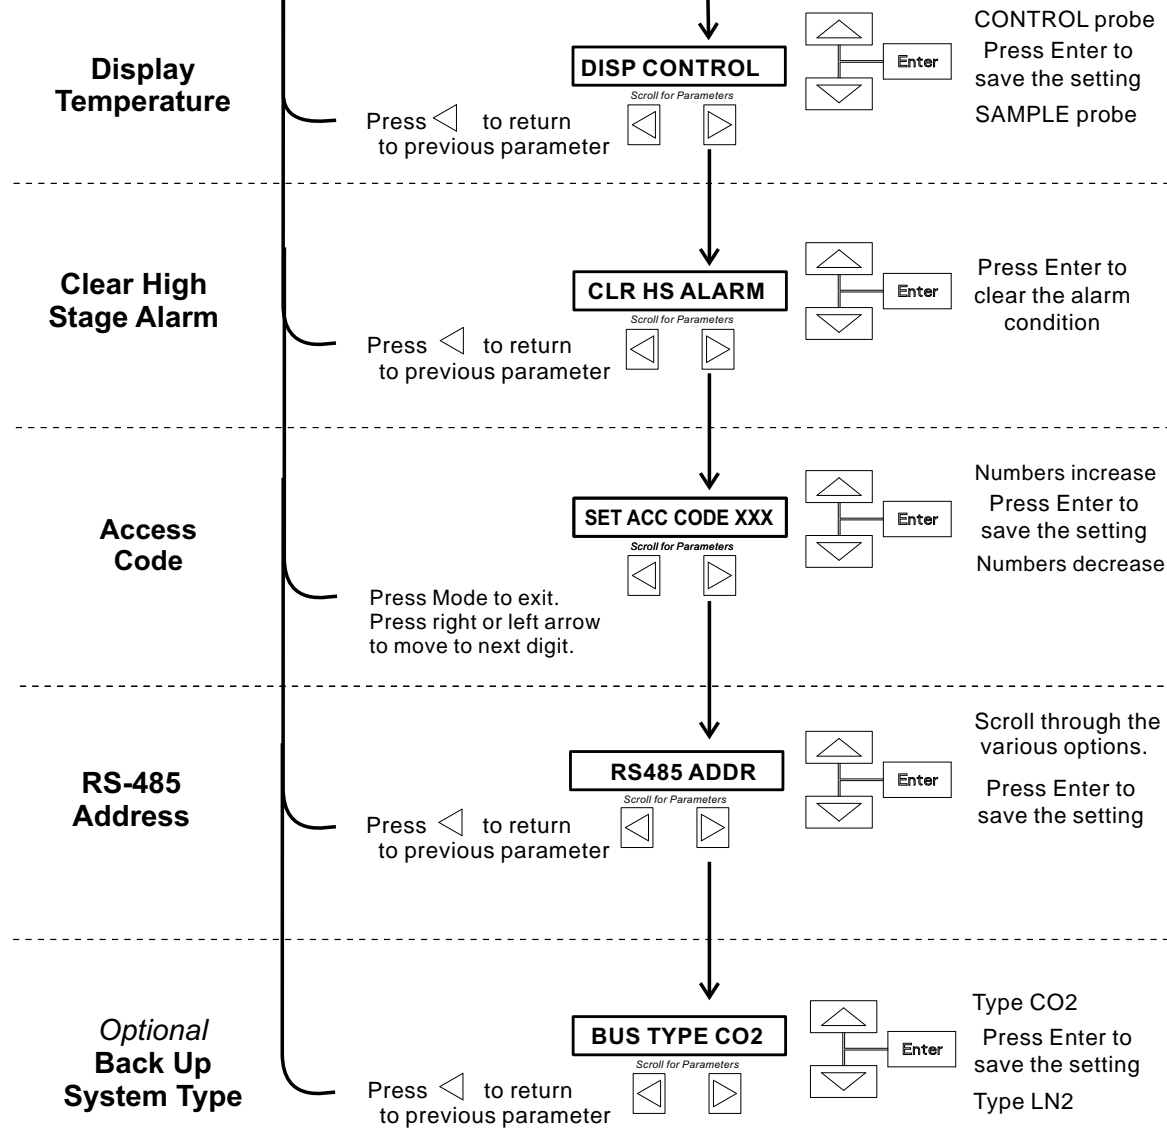 Display
Temperature
Press to return
to previous parameter
DISP CONTROL
Scroll for Parameters
Enter
CONTROL probe
Press Enter to
save the setting
SAMPLE probe
Clear High
Stage Alarm
Press to return
to previous parameter
CLR HS ALARM
Scroll for Parameters
Enter
Press Enter to
clear the alarm
condition
Access
Code
Press Mode to exit.
Press right or left arrow
to move to next digit.
SET ACC CODE XXX
Scroll for Parameters
Enter
Numbers increase
Press Enter to
save the setting
Numbers decrease
RS-485
Address
Press to return
to previous parameter
RS485 ADDR
Scroll for Parameters
Enter
Scroll through the
various options.
Press Enter to
save the setting
Optional
Back Up
System Type
Press to return
to previous parameter
BUS TYPE CO2
Scroll for Parameters
Enter
Type CO2
Press Enter to
save the setting
Type LN2